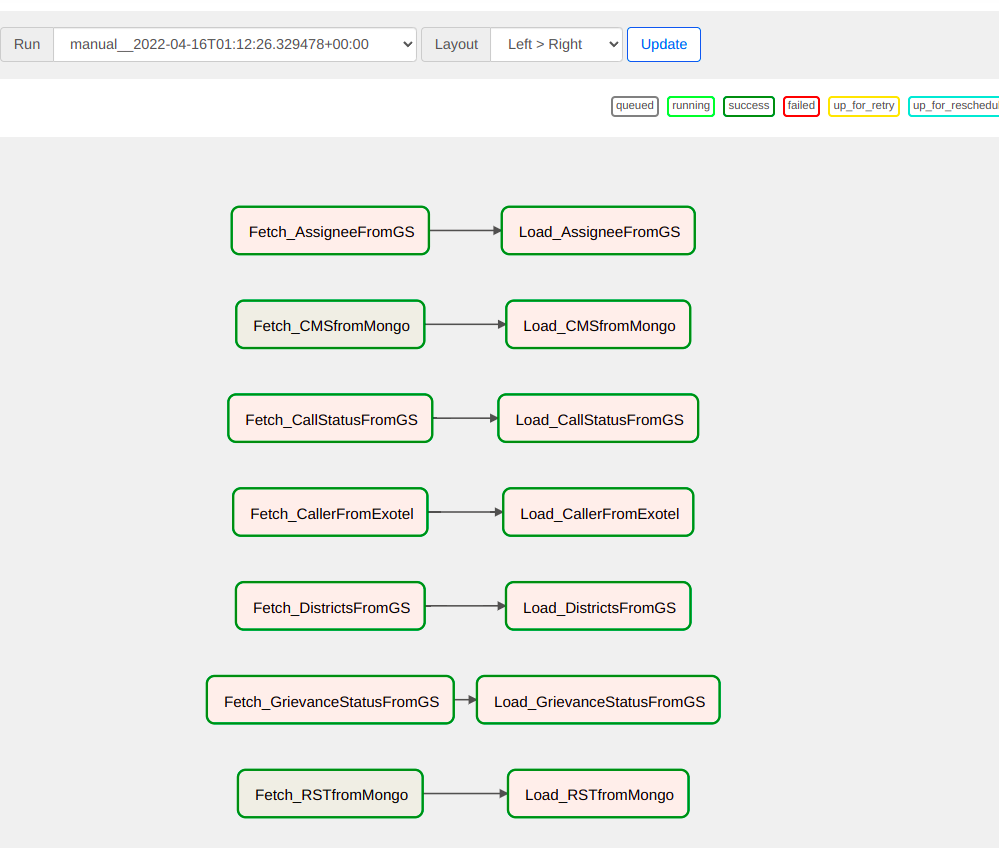 Run manual__2022-04-16T01:12:26.329478+00:00 Layout Left > Right Update
queued running success failed up_for_retry up_for_reschedu
Fetch_AssigneeFromGS Load_AssigneeFromGS
Fetch_CMSfromMongo Load_CMSfromMongo
Fetch_CallStatusFromGS Load_CallStatusFromGS
Fetch_CallerFromExotel Load_CallerFromExotel
Fetch_DistrictsFromGS Load_DistrictsFromGS
Fetch_GrievanceStatusFromGS Load_GrievanceStatusFromGS
Fetch_RSTfromMongo Load_RSTfromMongo